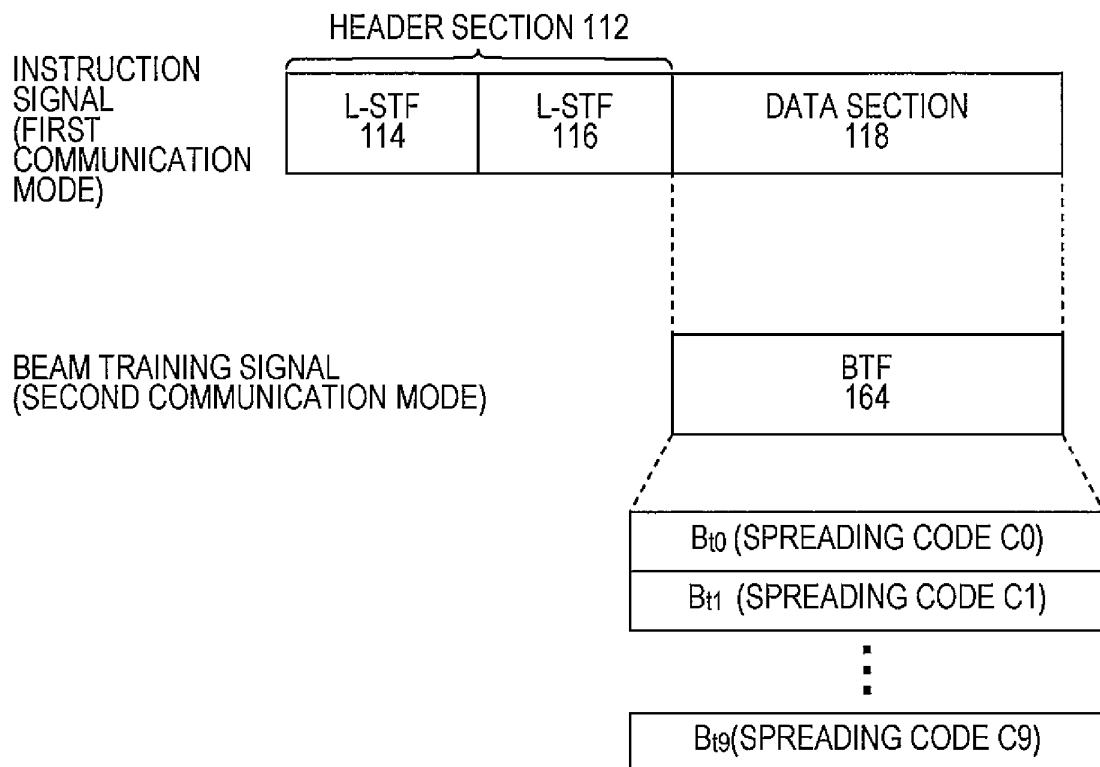 HEADER SECTION 112
INSTRUCTION
SIGNAL
(FIRST
COMMUNICATION
MODE)
L-STF
114
L-STF
116
DATA SECTION
118
BEAM TRAINING SIGNAL
(SECOND COMMUNICATION MODE)
BTF
164
Bt0 (SPREADING CODE C0)
Bt1 (SPREADING CODE C1)
Bt9(SPREADING CODE C9)